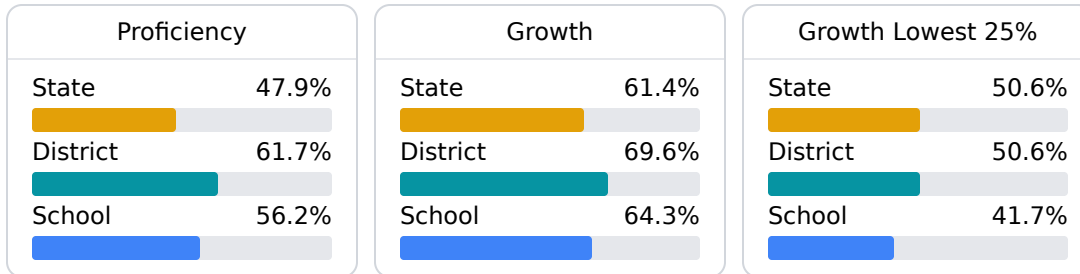 Proficiency
State 47.9%
District 61.7%
School 56.2%
Growth
State 61.4%
District 69.6%
School 64.3%
Growth Lowest 25%
State 50.6%
District 50.6%
School 41.7%